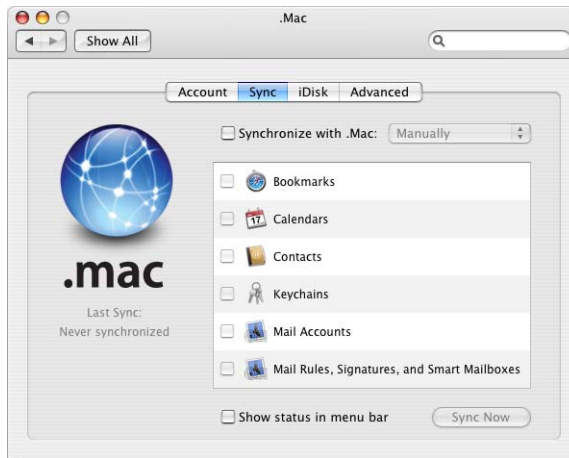 .Mac
Show All
Account Sync iDisk Advanced
Synchronize with .Mac: Manually
Bookmarks
17 Calendars
Contacts
Keychains
Mail Accounts
Mail Rules, Signatures, and Smart Mailboxes
.mac
Last Sync:
Never synchronized
Show status in menu bar Sync Now